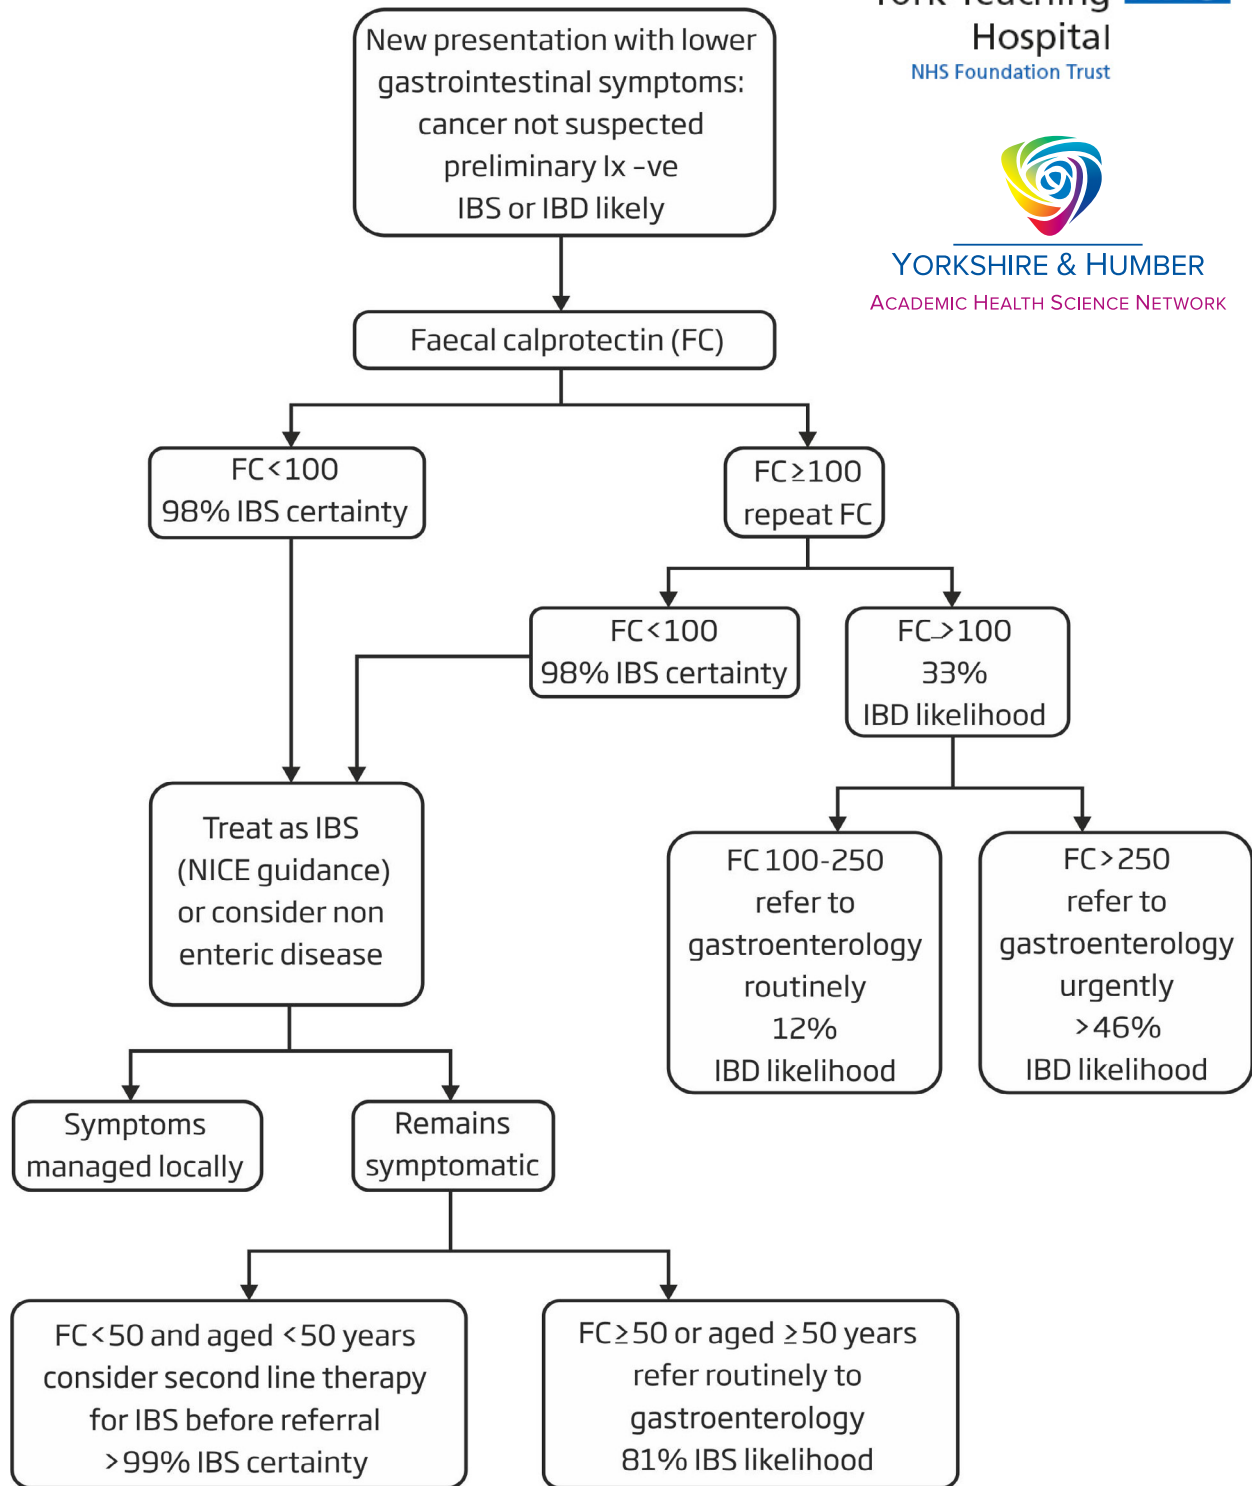 New presentation with lower
gastrointestinal symptoms:
cancer not suspected
preliminary Ix -ve
IBS or IBD likely
Hospital
NHS Foundation Trust
YORKSHIRE & HUMBER
ACADEMIC HEALTH SCIENCE NETWORK
Faecal calprotectin (FC)
FC<100
98% IBS certainty
FC≥100
repeat FC
FC<100
98% IBS certainty
FC_>100
33%
IBD likelihood
Treat as IBS
(NICE guidance)
or consider non
enteric disease
FC 100-250
refer to
gastroenterology
routinely
12%
IBD likelihood
FC>250
refer to
gastroenterology
urgently
>46%
IBD likelihood
Symptoms
managed locally
Remains
symptomatic
FC<50 and aged <50 years
consider second line therapy
for IBS before referral
>99% IBS certainty
FC≥50 or aged ≥50 years
refer routinely to
gastroenterology
81% IBS likelihood